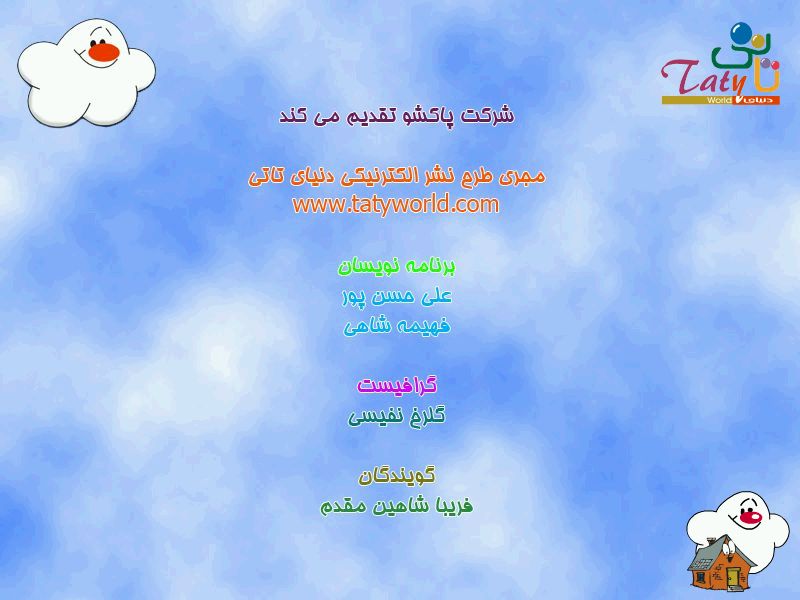 تاتی
Taty
World دنیای
شرکت پاکشو تقدیم می کند
مجری طرح نشر الکترنیکی دنیای تاتی
www.tatyworld.com
برنامه نویسان
علی حسن پور
فهیمه شاهی
گرافیست
گلرخ نفیسی
گویندگان
فریبا شاهین مقدم